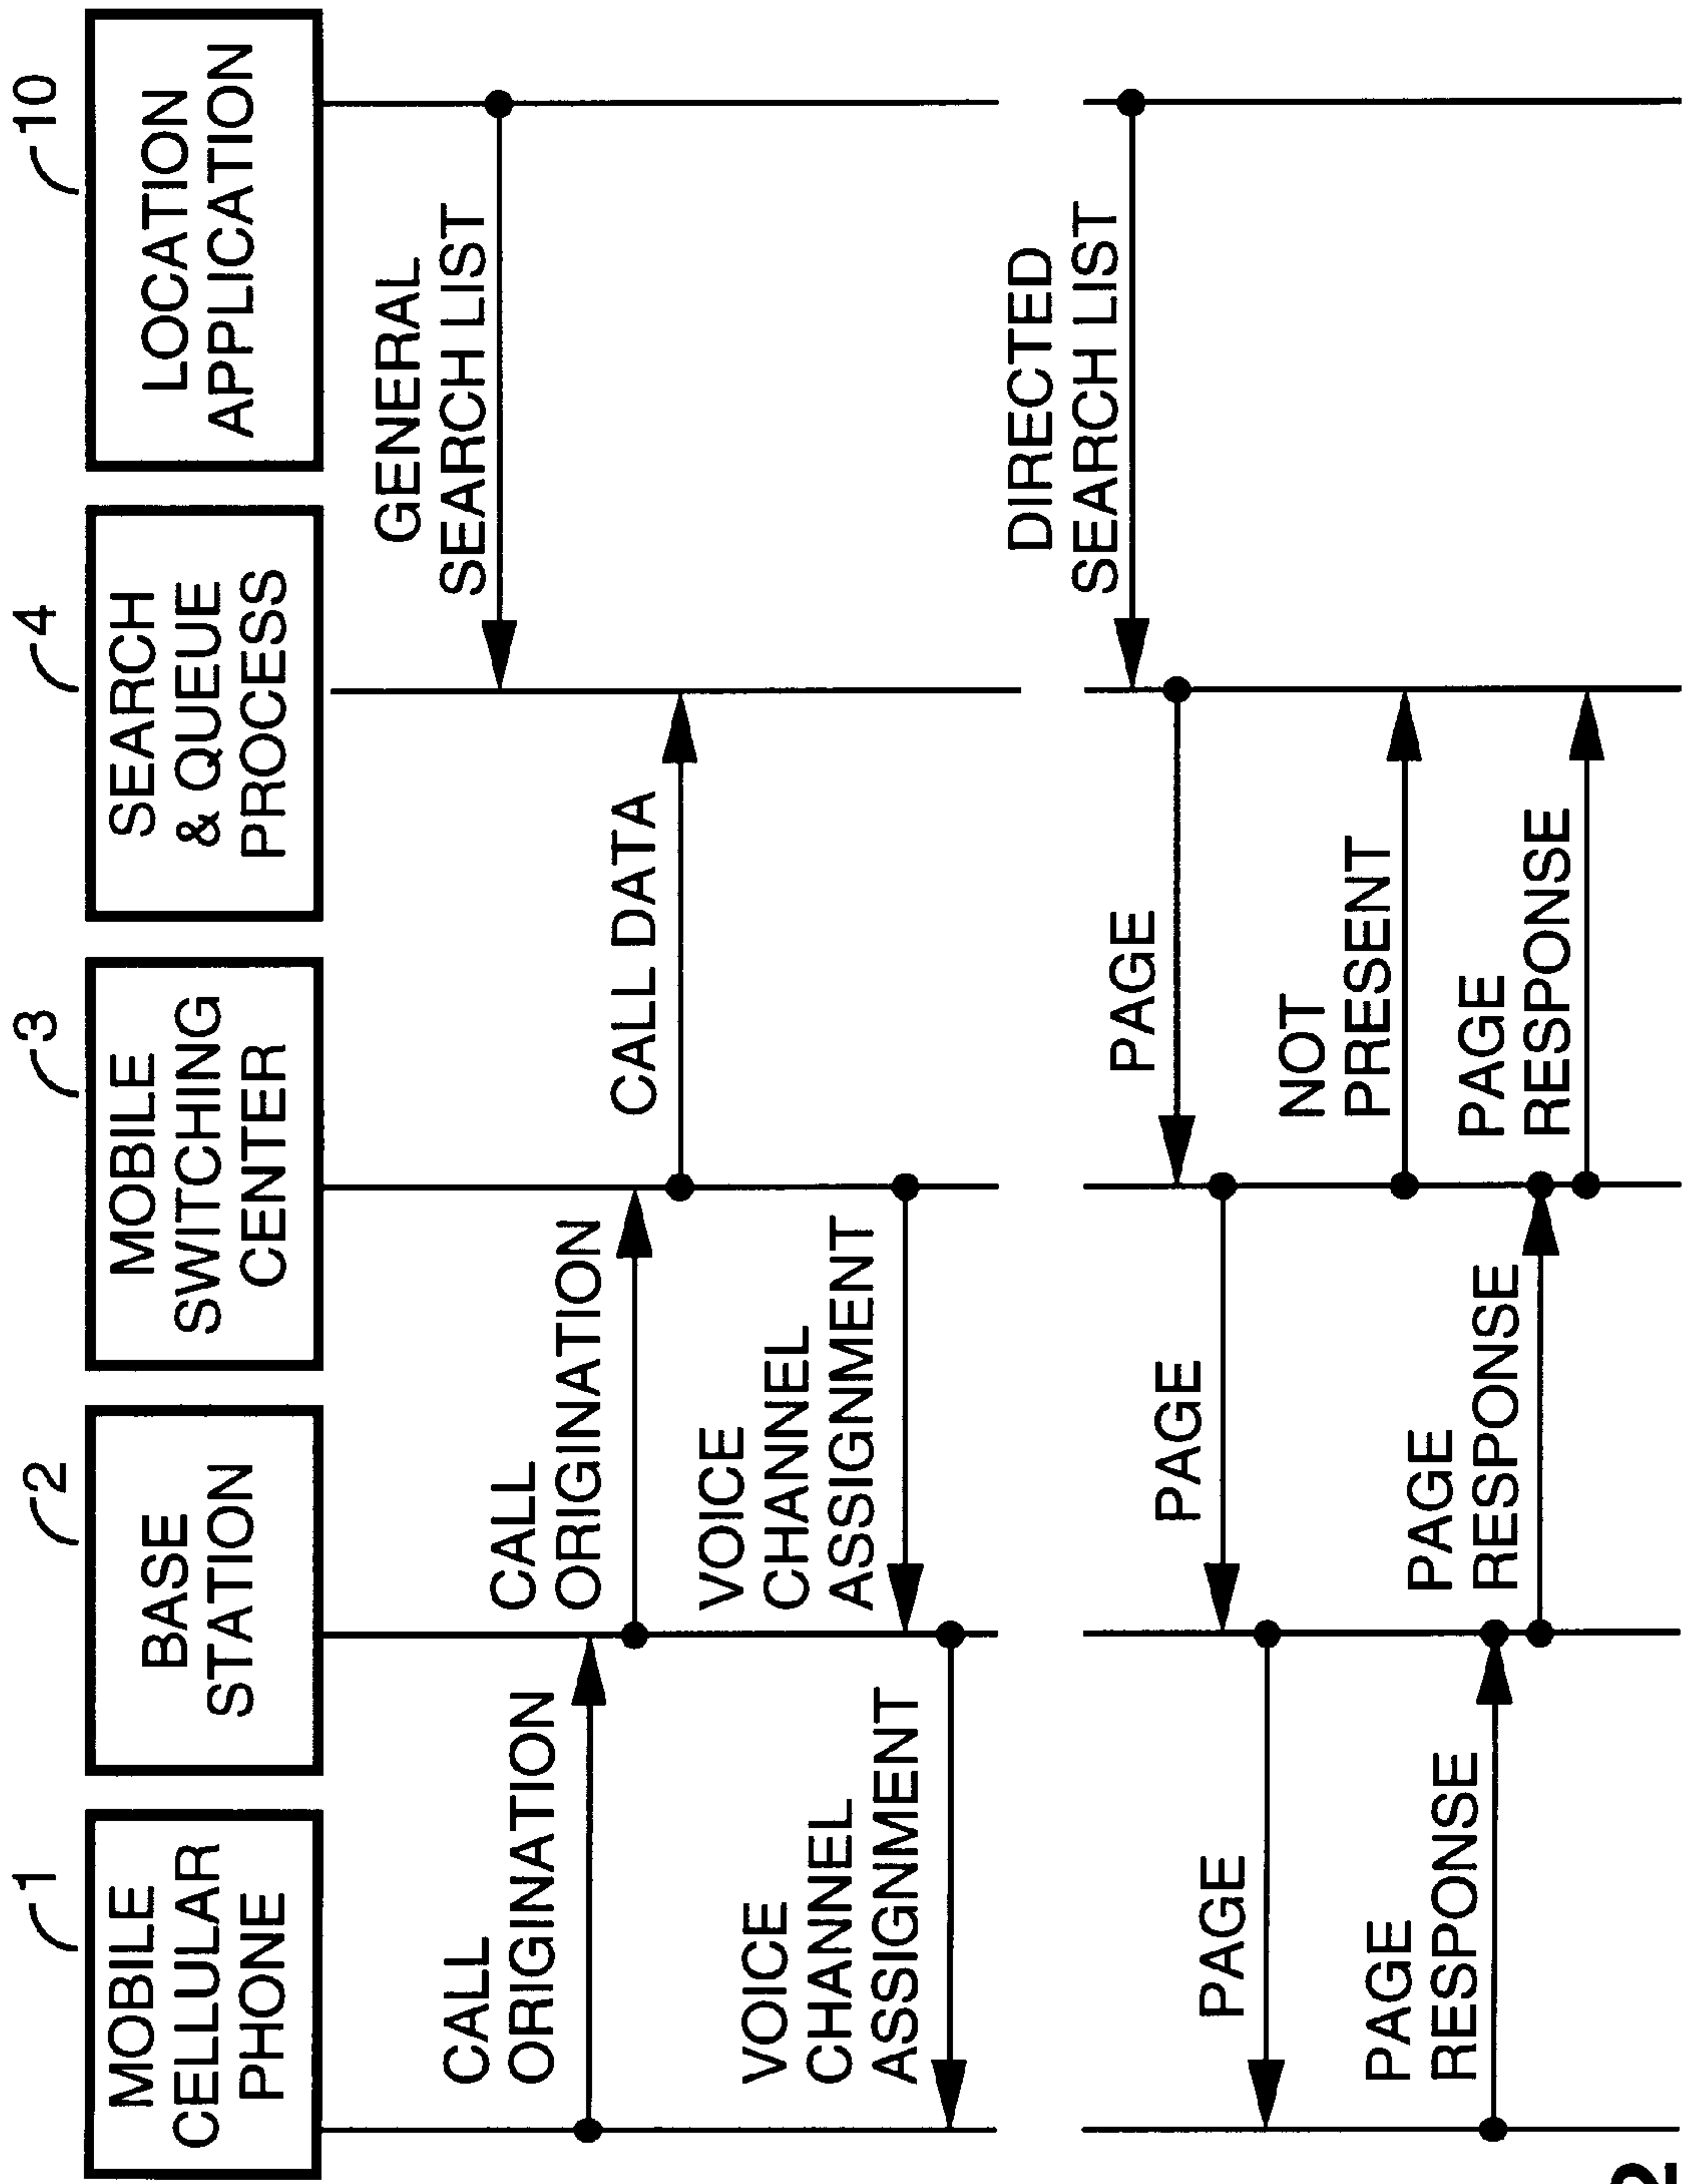 1
2
3
4
10
MOBILE
CELLULAR
PHONE
BASE
STATION
MOBILE
SWITCHING
CENTER
SEARCH
& QUEUE
PROCESS
LOCATION
APPLICATION
GENERAL
SEARCH LIST
CALL
ORIGINATION
CALL
ORIGINATION
CALL DATA
VOICE
CHANNEL
ASSIGNMENT
VOICE
CHANNEL
ASSIGNMENT
DIRECTED
SEARCH LIST
PAGE
PAGE
PAGE
NOT
PRESENT
PAGE
RESPONSE
PAGE
RESPONSE
PAGE
RESPONSE
2